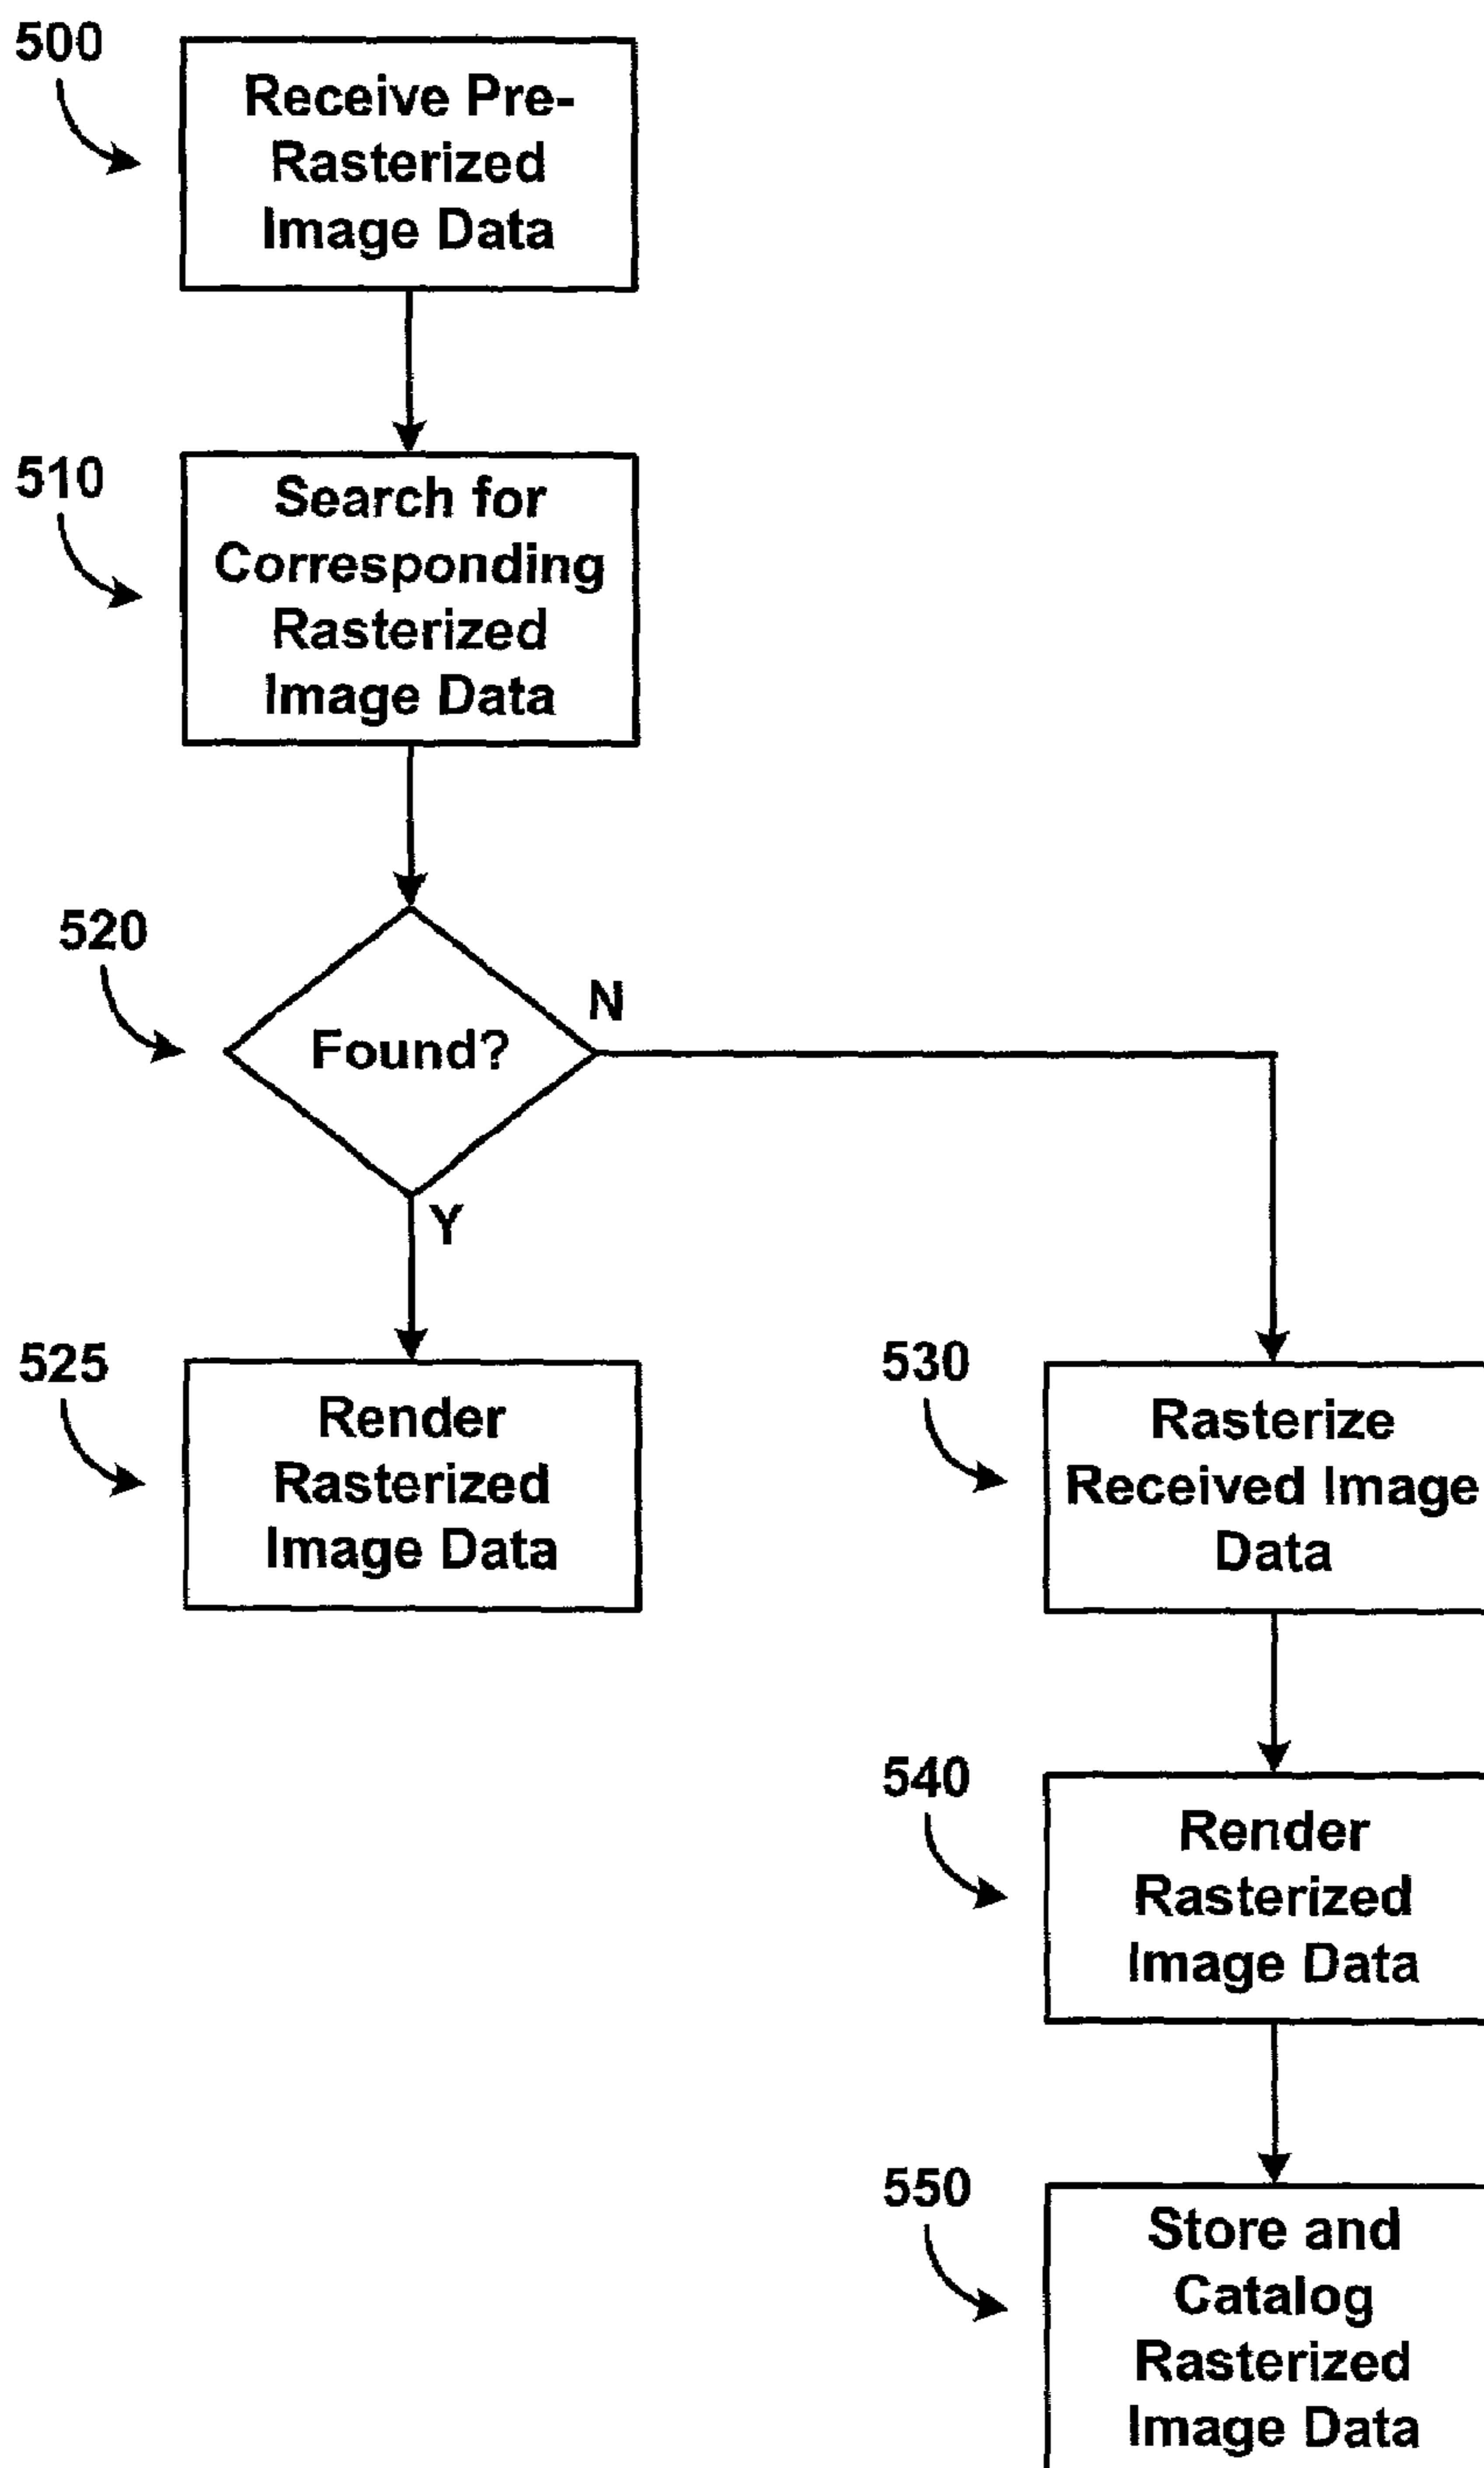 500
Receive Pre-
Rasterized
Image Data
510
Search for
Corresponding
Rasterized
Image Data
520
Found?
N
Y
525
Render
Rasterized
Image Data
530
Rasterize
Received Image
Data
540
Render
Rasterized
Image Data
550
Store and
Catalog
Rasterized
Image Data